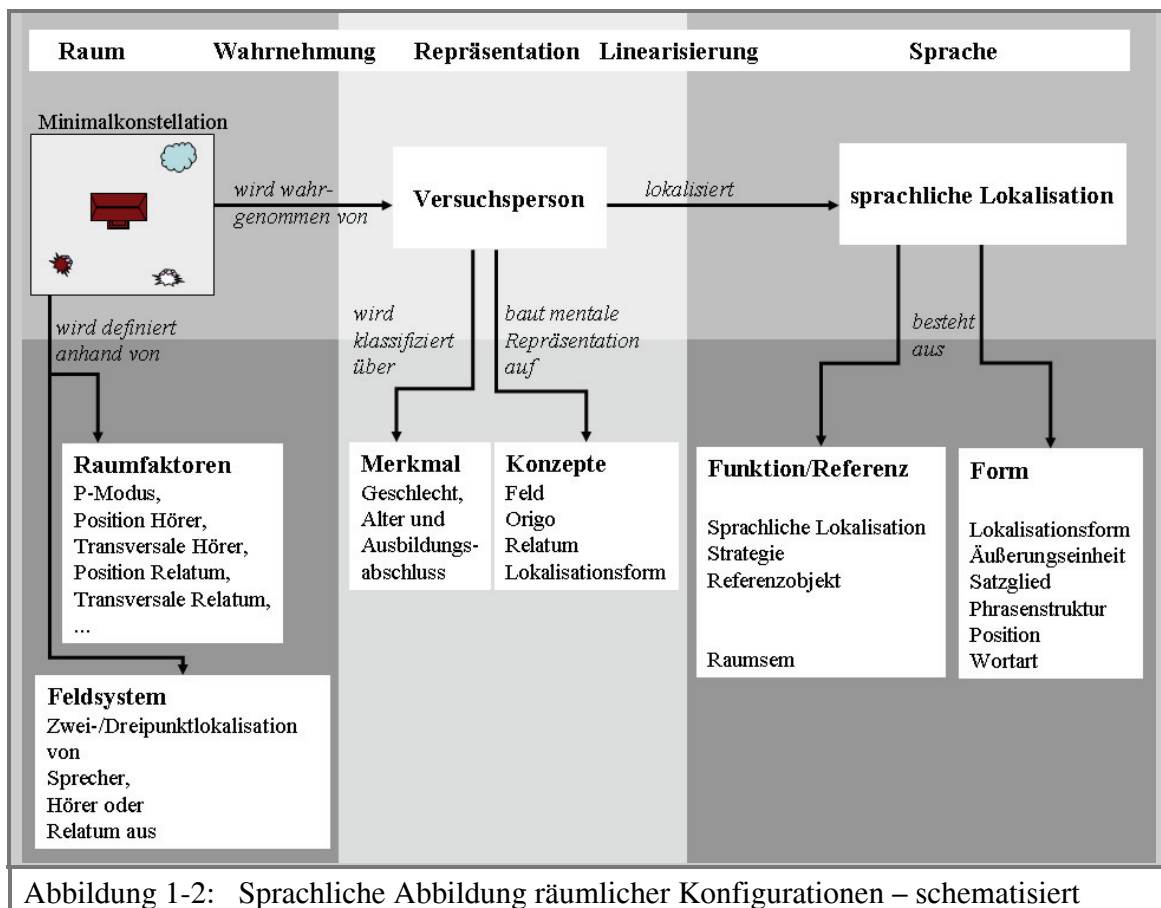 Raum Wahrnehmung Repräsentation Linearisierung Sprache
Minimalkonstellation
wird wahr-
genommen von
Versuchsperson
lokalisiert
sprachliche Lokalisation
wird definiert
anhand von
wird
klassifiziert
über
baut mentale
Repräsentation
auf
besteht
aus
Raumfaktoren
P-Modus,
Position Hörer,
Transversale Hörer,
Position Relatum,
Transversale Relatum,
...
Merkmal
Geschlecht,
Alter und
Ausbildungs-
abschluss
Konzepte
Feld
Origo
Relatum
Lokalisationsform
Funktion/Referenz
Sprachliche Lokalisation
Strategie
Referenzobjekt
Raumsem
Form
Lokalisationsform
Äußerungseinheit
Satzglied
Phrasenstruktur
Position
Wortart
Feldsystem
Zwei-/Dreipunktlokalisation
von
Sprecher,
Hörer oder
Relatum aus
Abbildung 1-2: Sprachliche Abbildung räumlicher Konfigurationen – schematisiert